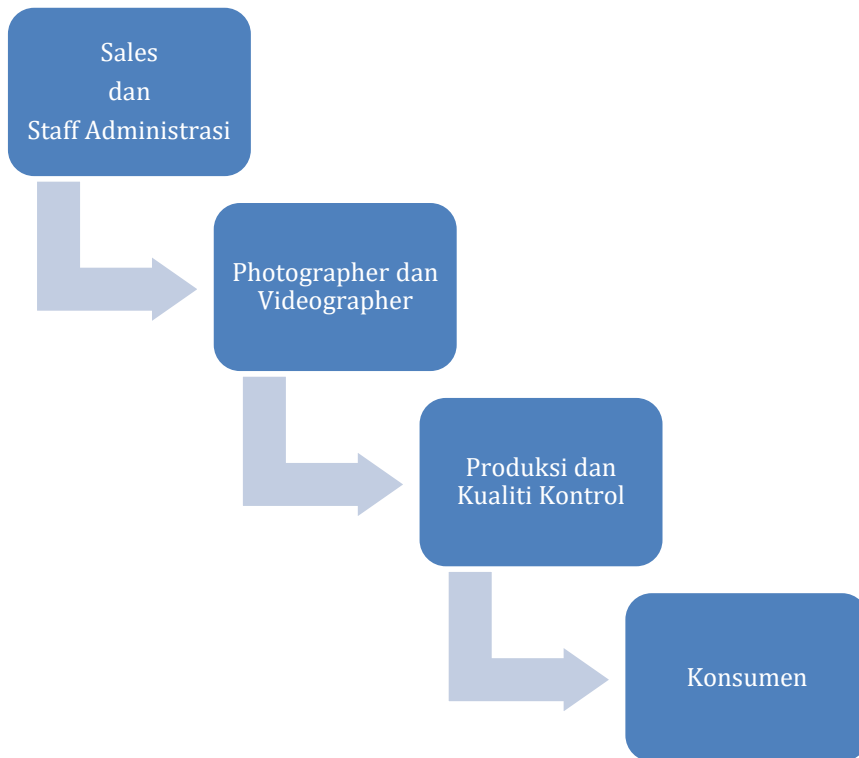 Sales
dan
Staff Administrasi
Photographer dan
Videographer
Produksi dan
Kualiti Kontrol
Konsumen